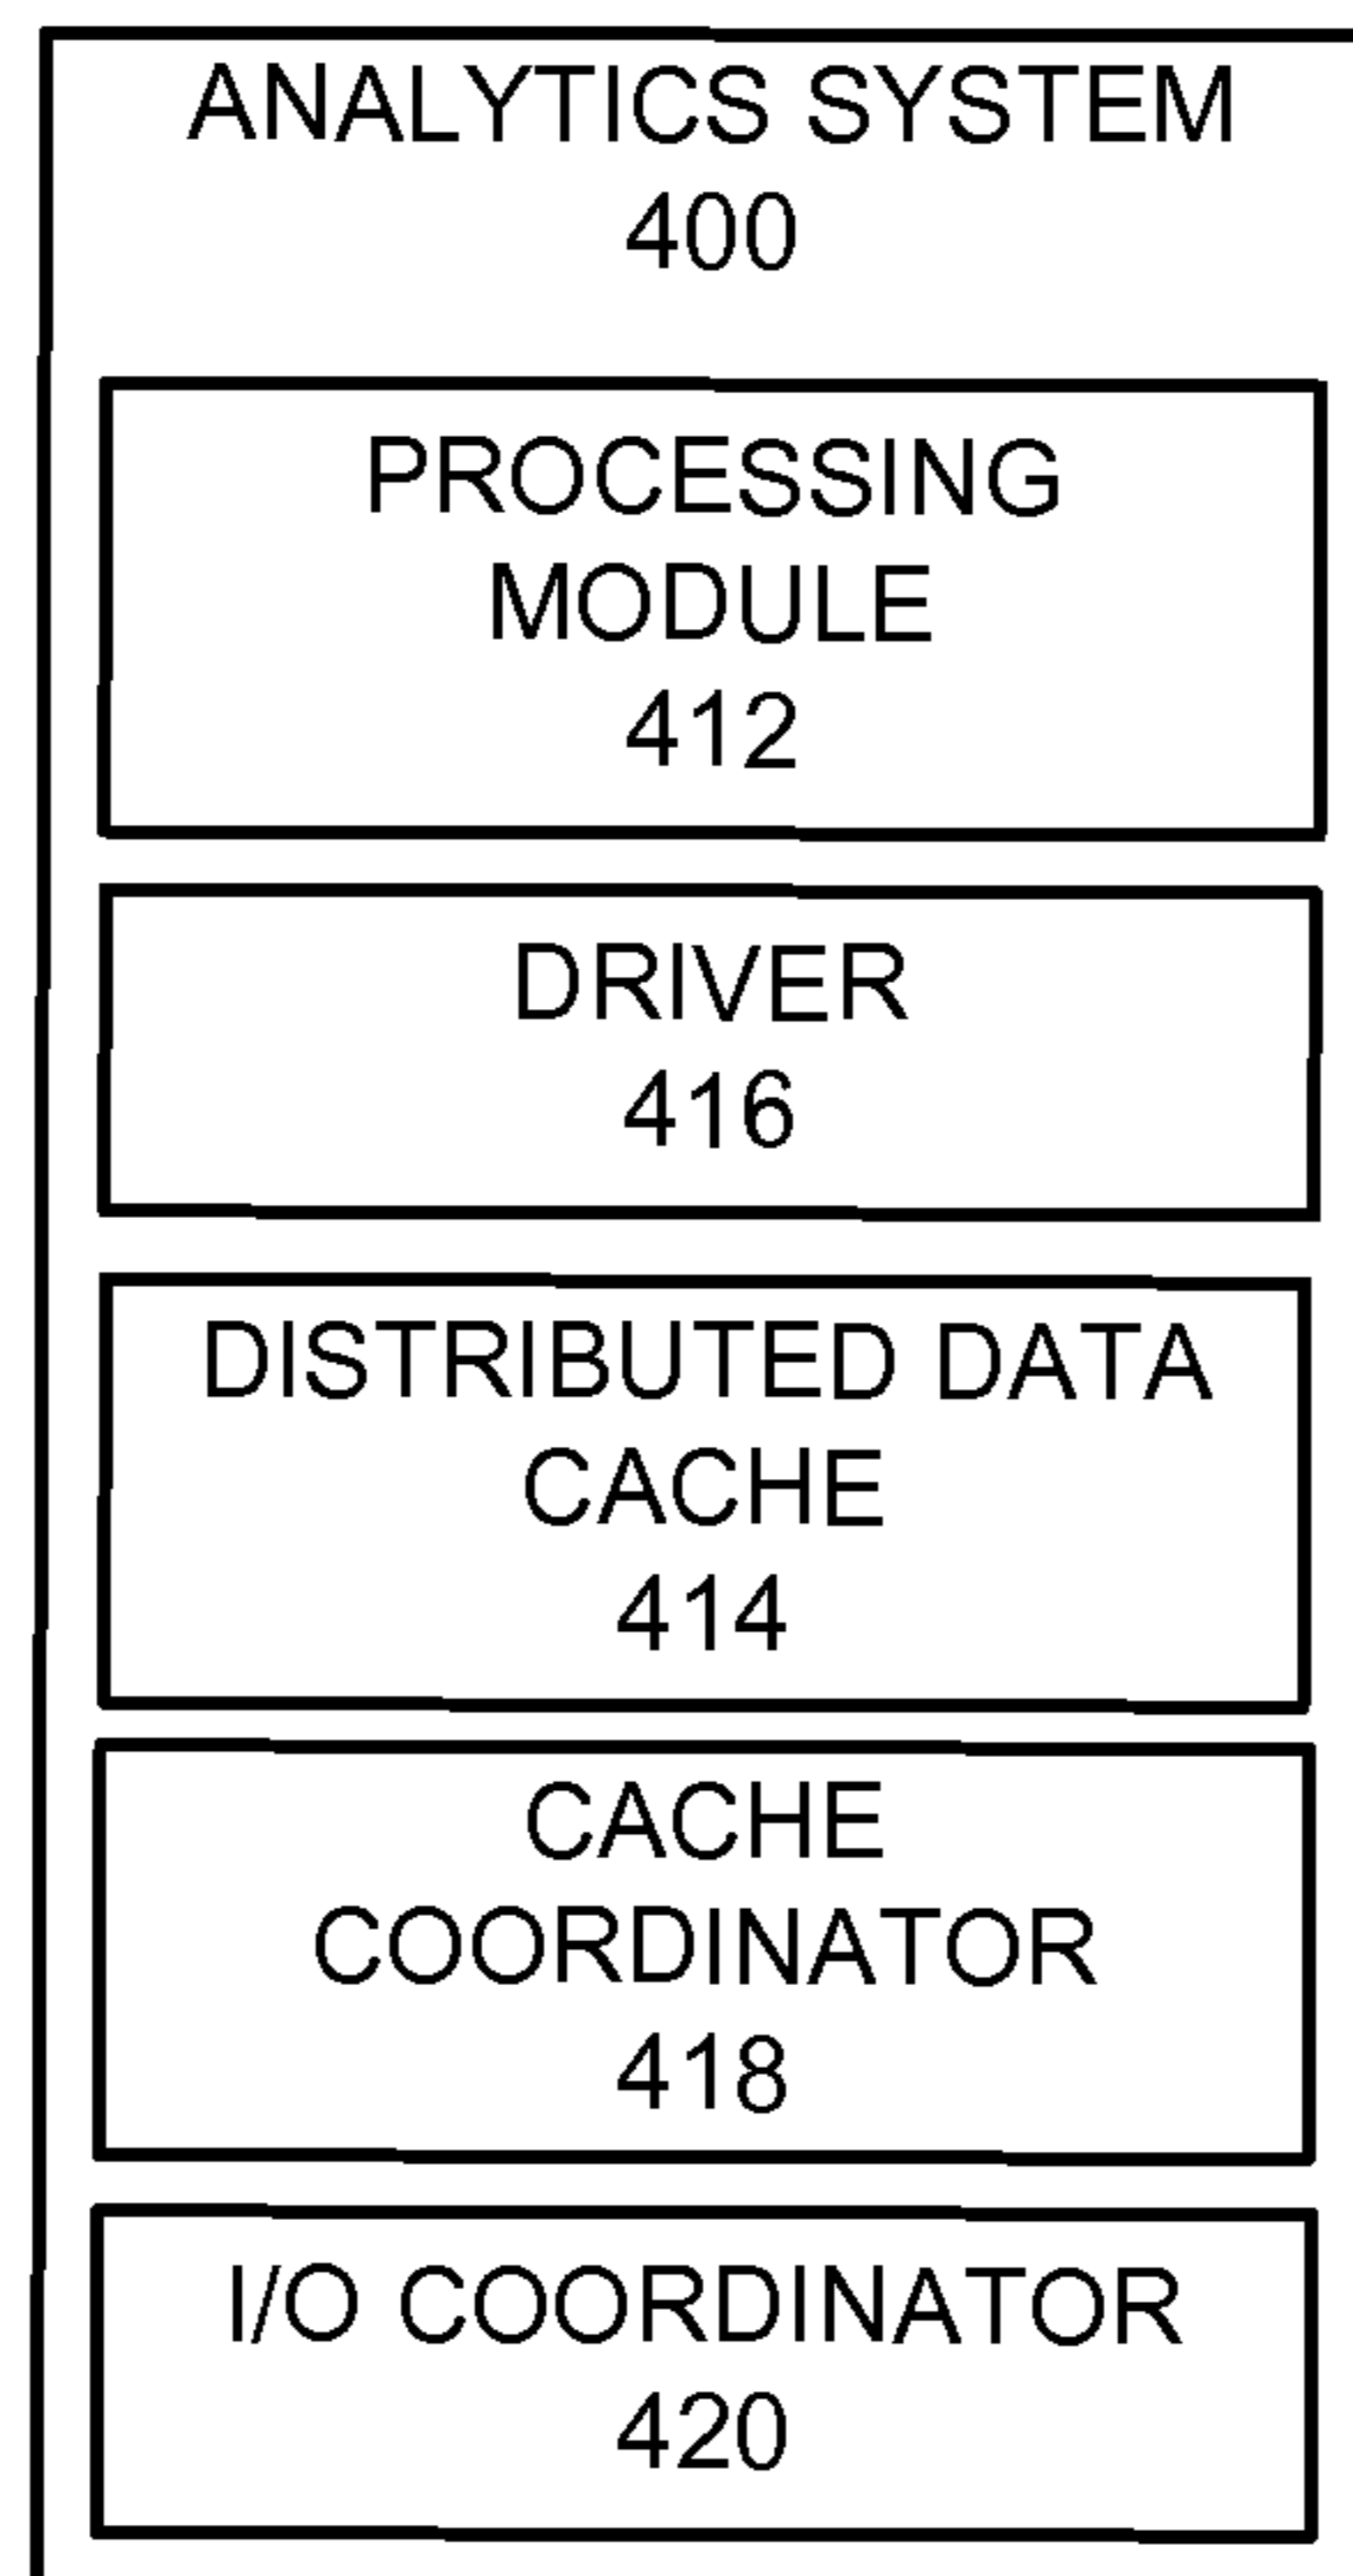 ANALYTICS SYSTEM
400
PROCESSING
MODULE
412
DRIVER
416
DISTRIBUTED DATA
CACHE
414
CACHE
COORDINATOR
418
I/O COORDINATOR
420